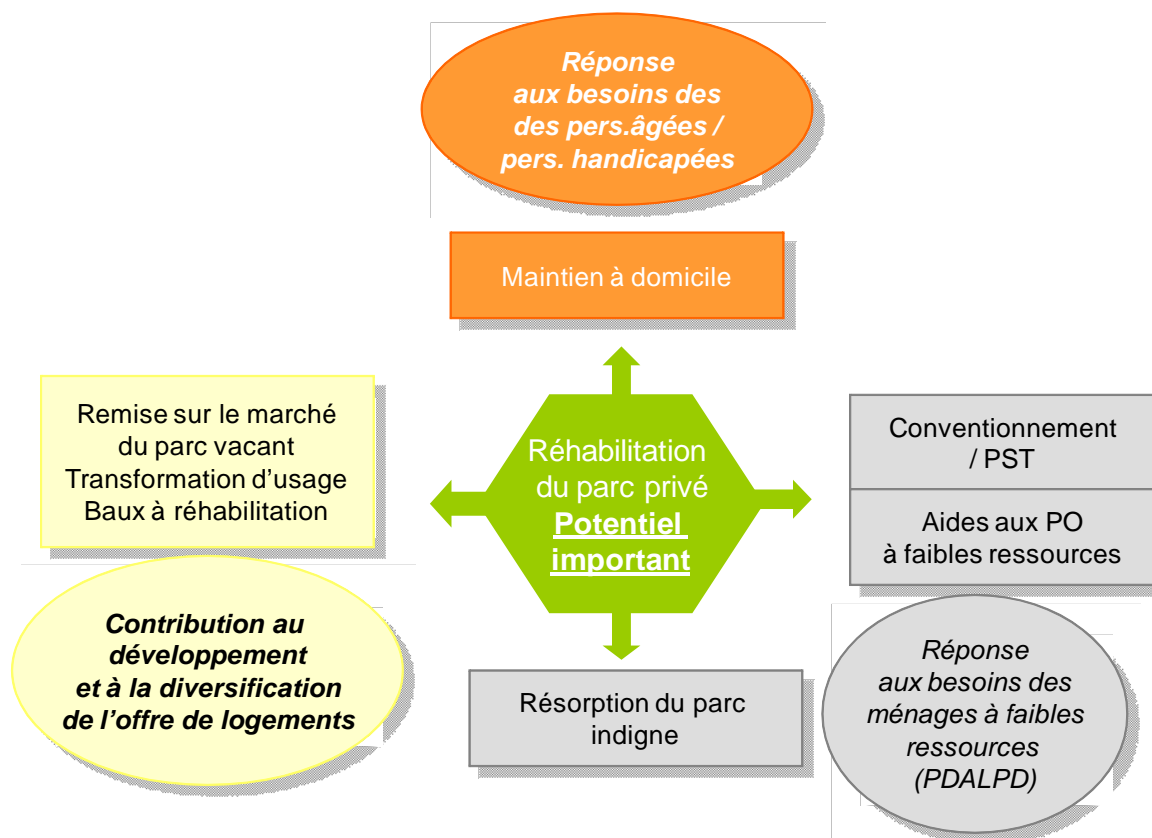 Réponse
aux besoins des
des pers.âgées /
pers. handicapées
Maintien à domicile
Remise sur le marché
du parc vacant
Transformation d'usage
Baux à réhabilitation
Réhabilitation
du parc privé
Potentiel
important
Conventionnement
/ PST
Aides aux PO
à faibles ressources
Contribution au
développement
et à la diversification
de l'offre de logements
Résorption du parc
indigne
Réponse
aux besoins des
ménages à faibles
ressources
(PDALPD)